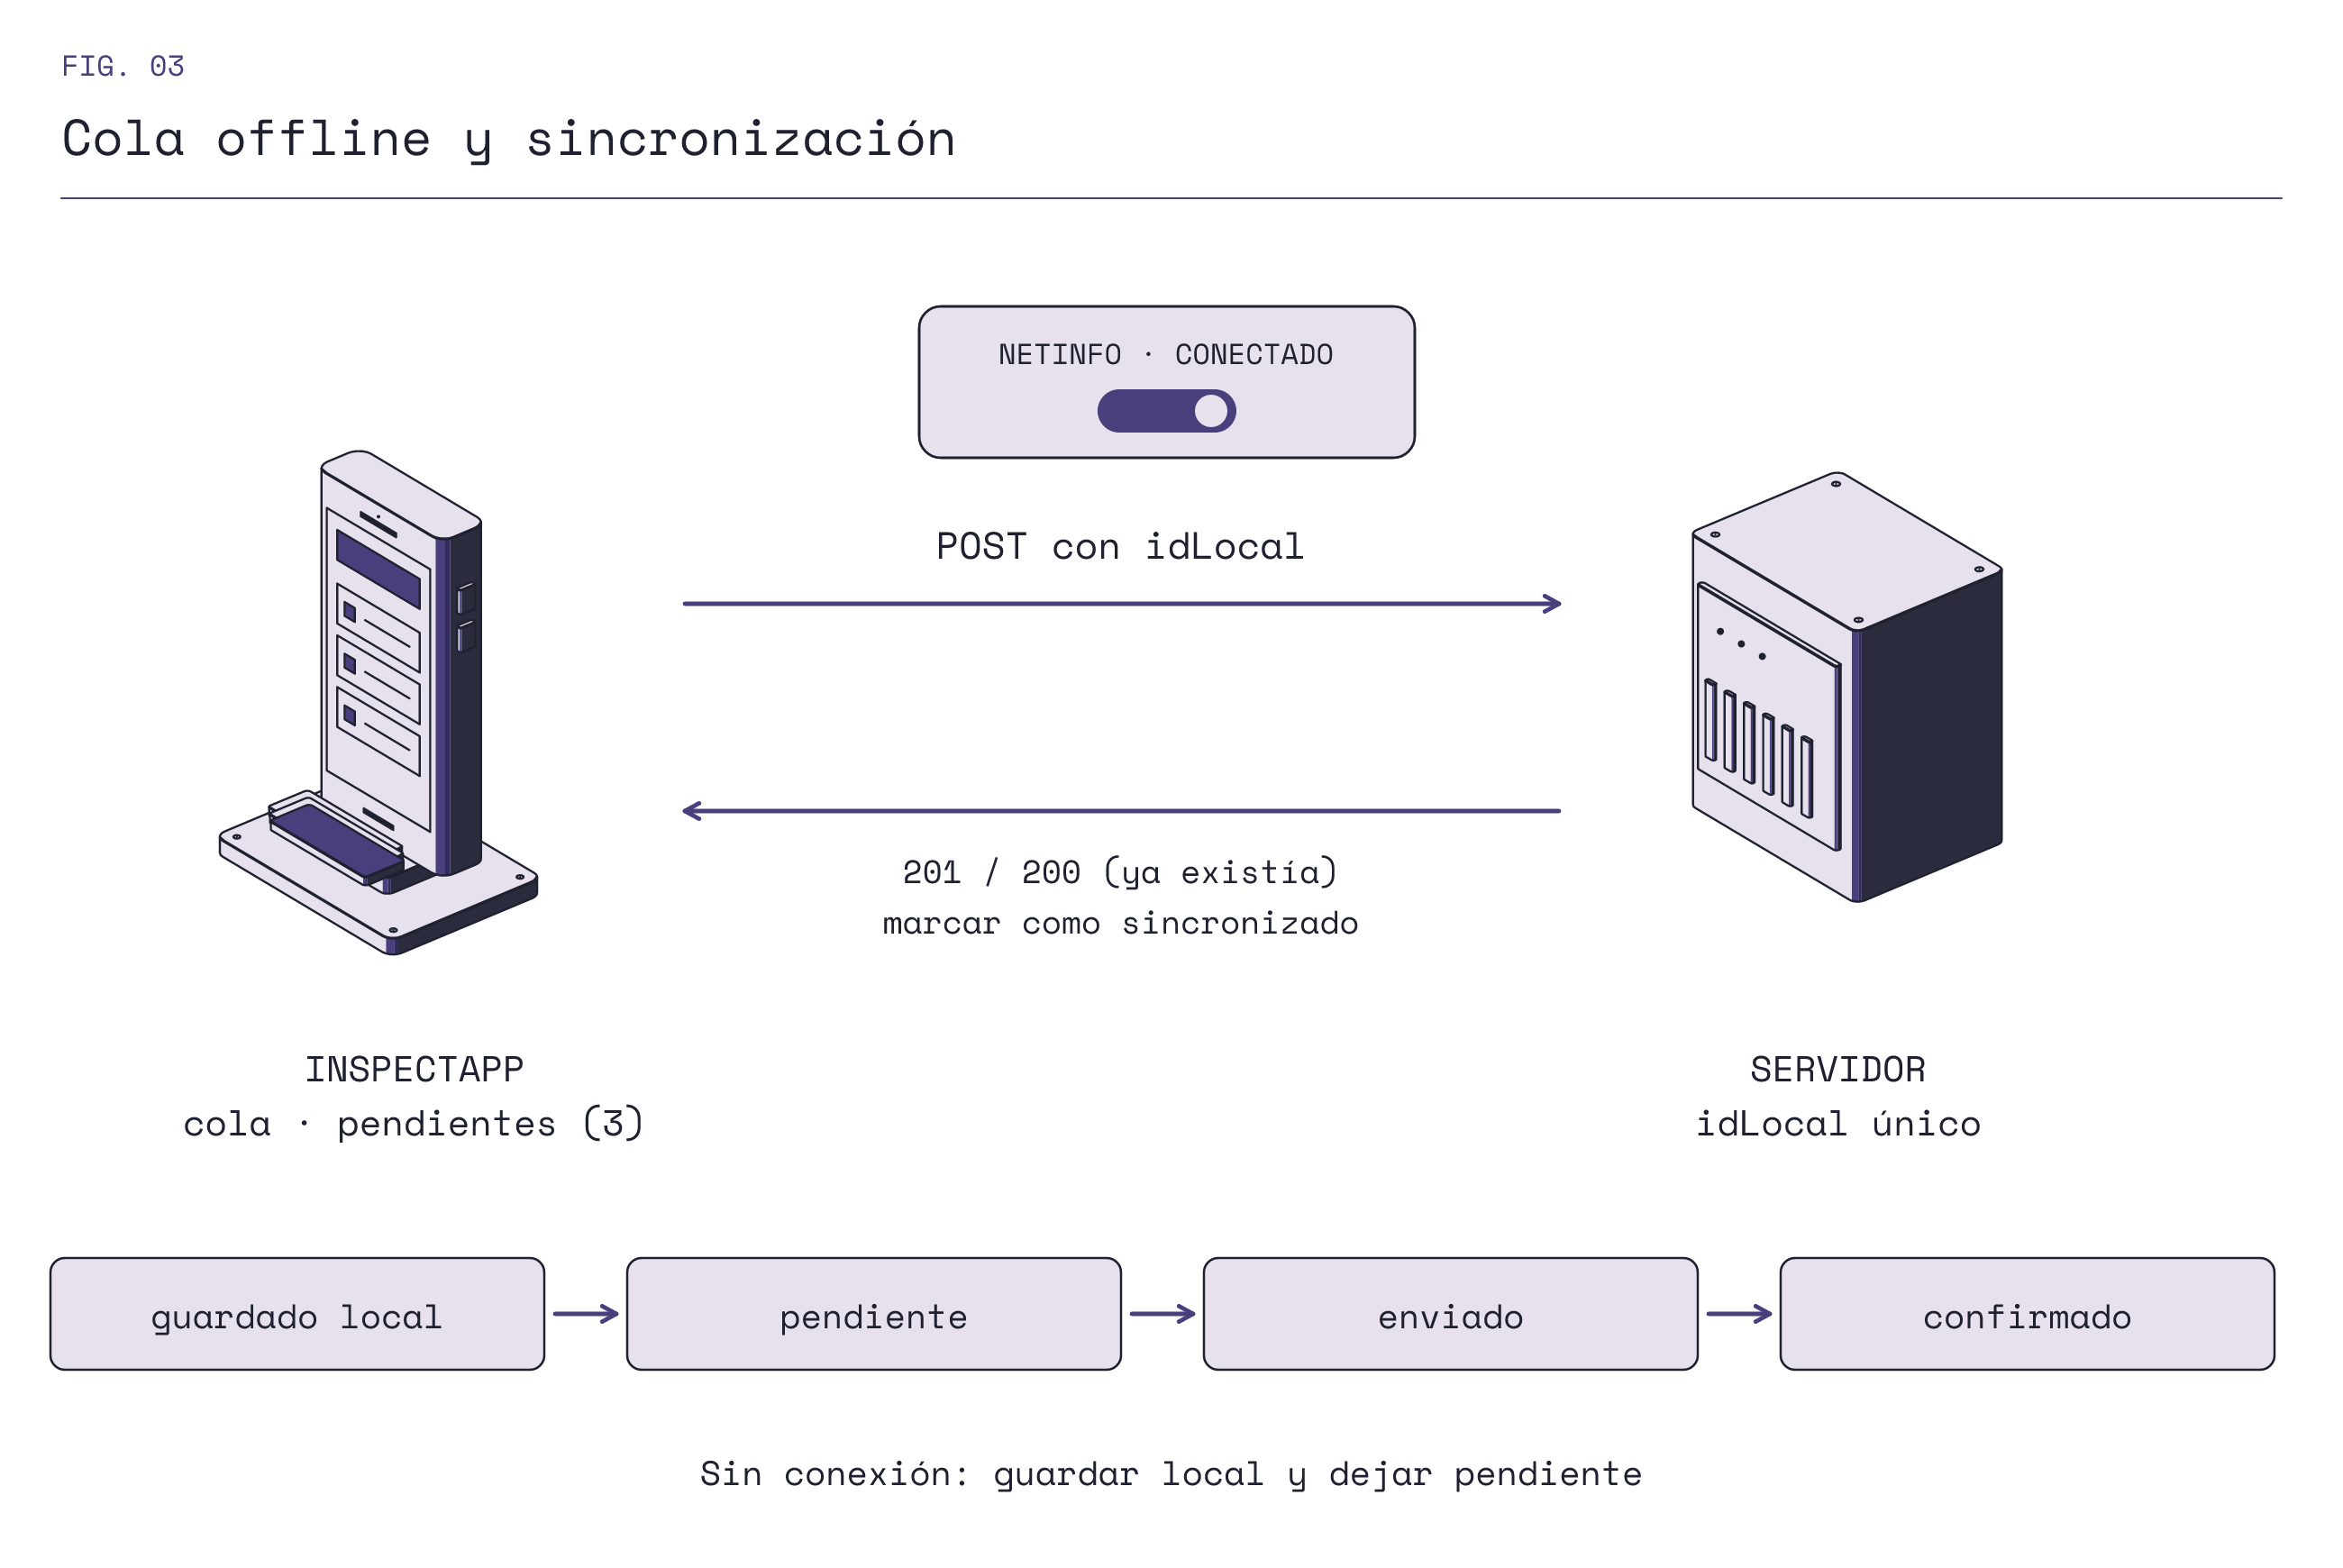 FIG. 03
Cola offline y sincronización
NETINFO · CONECTADO
POST con idLocal
201 / 200 (ya existía)
marcar como sincronizado
INSPECTAPP
cola · pendientes (3)
SERVIDOR
idLocal único
guardado local
pendiente
enviado
confirmado
Sin conexión: guardar local y dejar pendiente